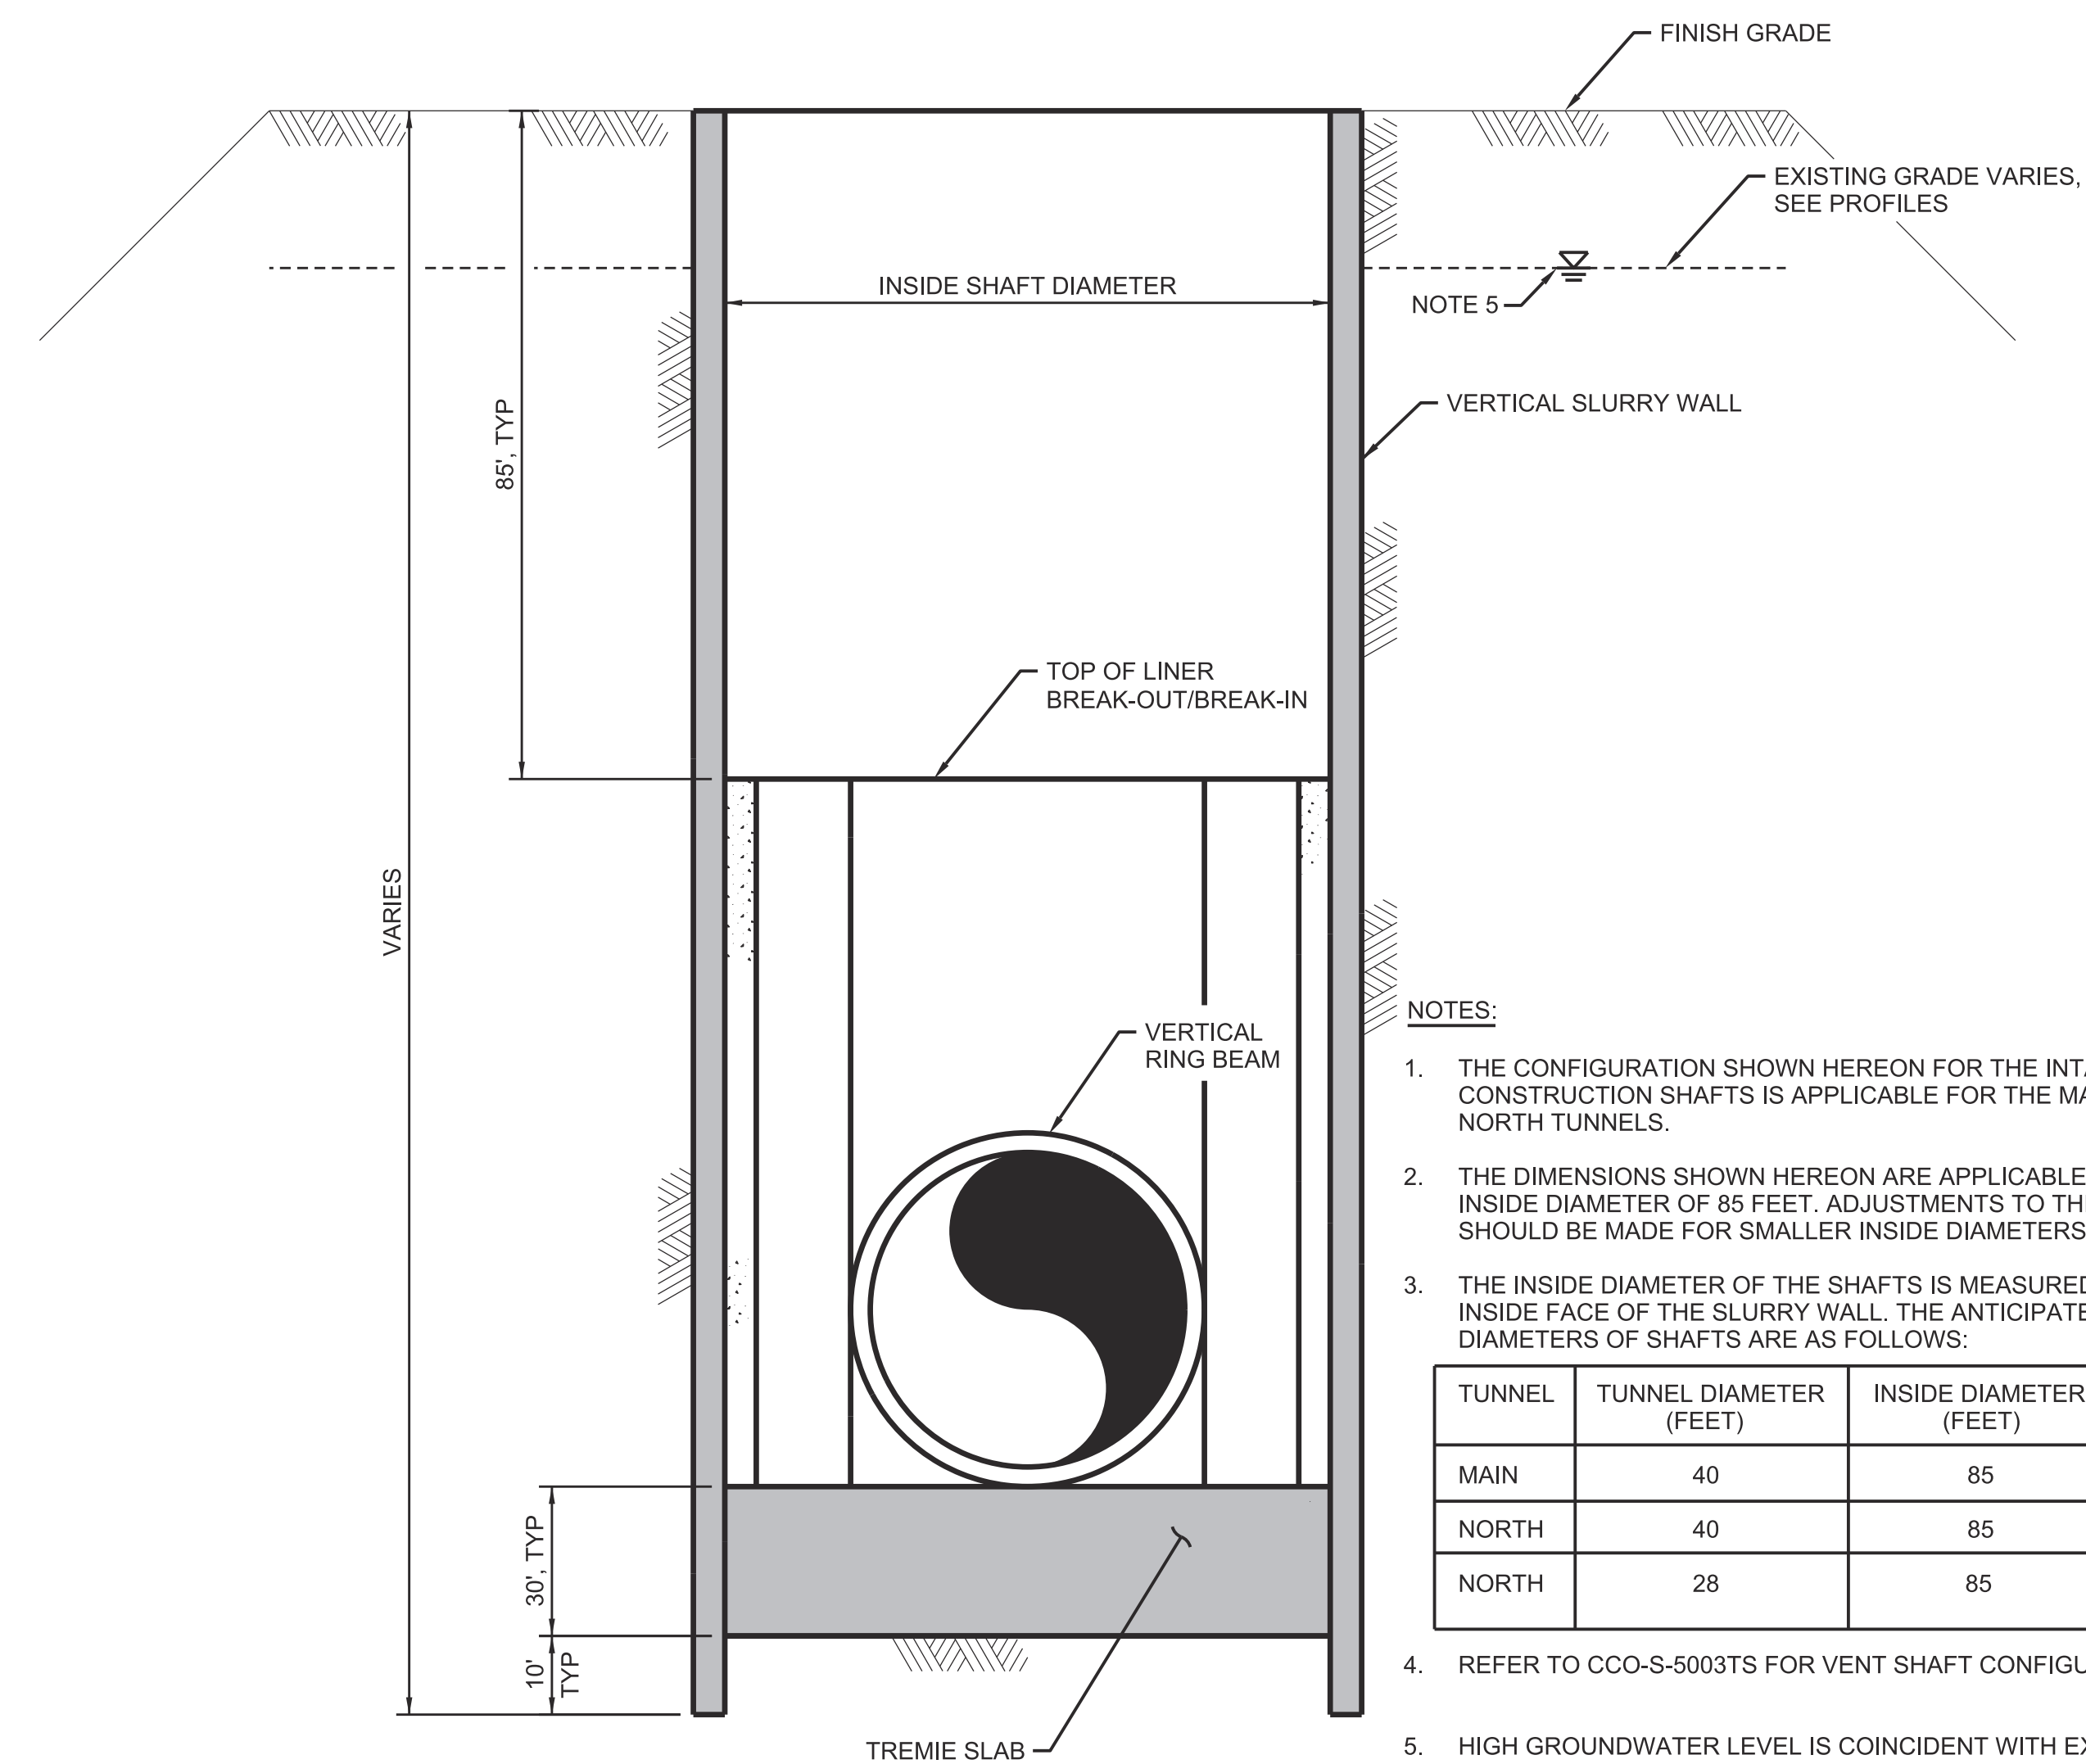 FINISH GRADE
EXISTING GRADE VARIES,
SEE PROFILES
INSIDE SHAFT DIAMETER
NOTE 5
85', TYP
VERTICAL SLURRY WALL
TOP OF LINER
BREAK-OUT/BREAK-IN
VARIES
VERTICAL
RING BEAM
30', TYP
10'
TYP
TREMIE SLAB
NOTES:
1. THE CONFIGURATION SHOWN HEREON FOR THE
CONSTRUCTION SHAFTS IS APPLICABLE FOR THE
NORTH TUNNELS.
2. THE DIMENSIONS SHOWN HEREON ARE APPLICABLE
INSIDE DIAMETER OF 85 FEET. ADJUSTMENTS TO
SHOULD BE MADE FOR SMALLER INSIDE DIAMETERS
3. THE INSIDE DIAMETER OF THE SHAFTS IS MEASURED
INSIDE FACE OF THE SLURRY WALL. THE
DIAMETERS OF SHAFTS ARE AS FOLLOWS:
TUNNEL TUNNEL DIAMETER INSIDE DIAMETER
(FEET) (FEET)
MAIN 40 85
NORTH 40 85
NORTH 28 85
4. REFER TO CCO-S-5003TS FOR VENT SHAFT
5. HIGH GROUNDWATER LEVEL IS COINCIDENT WITH